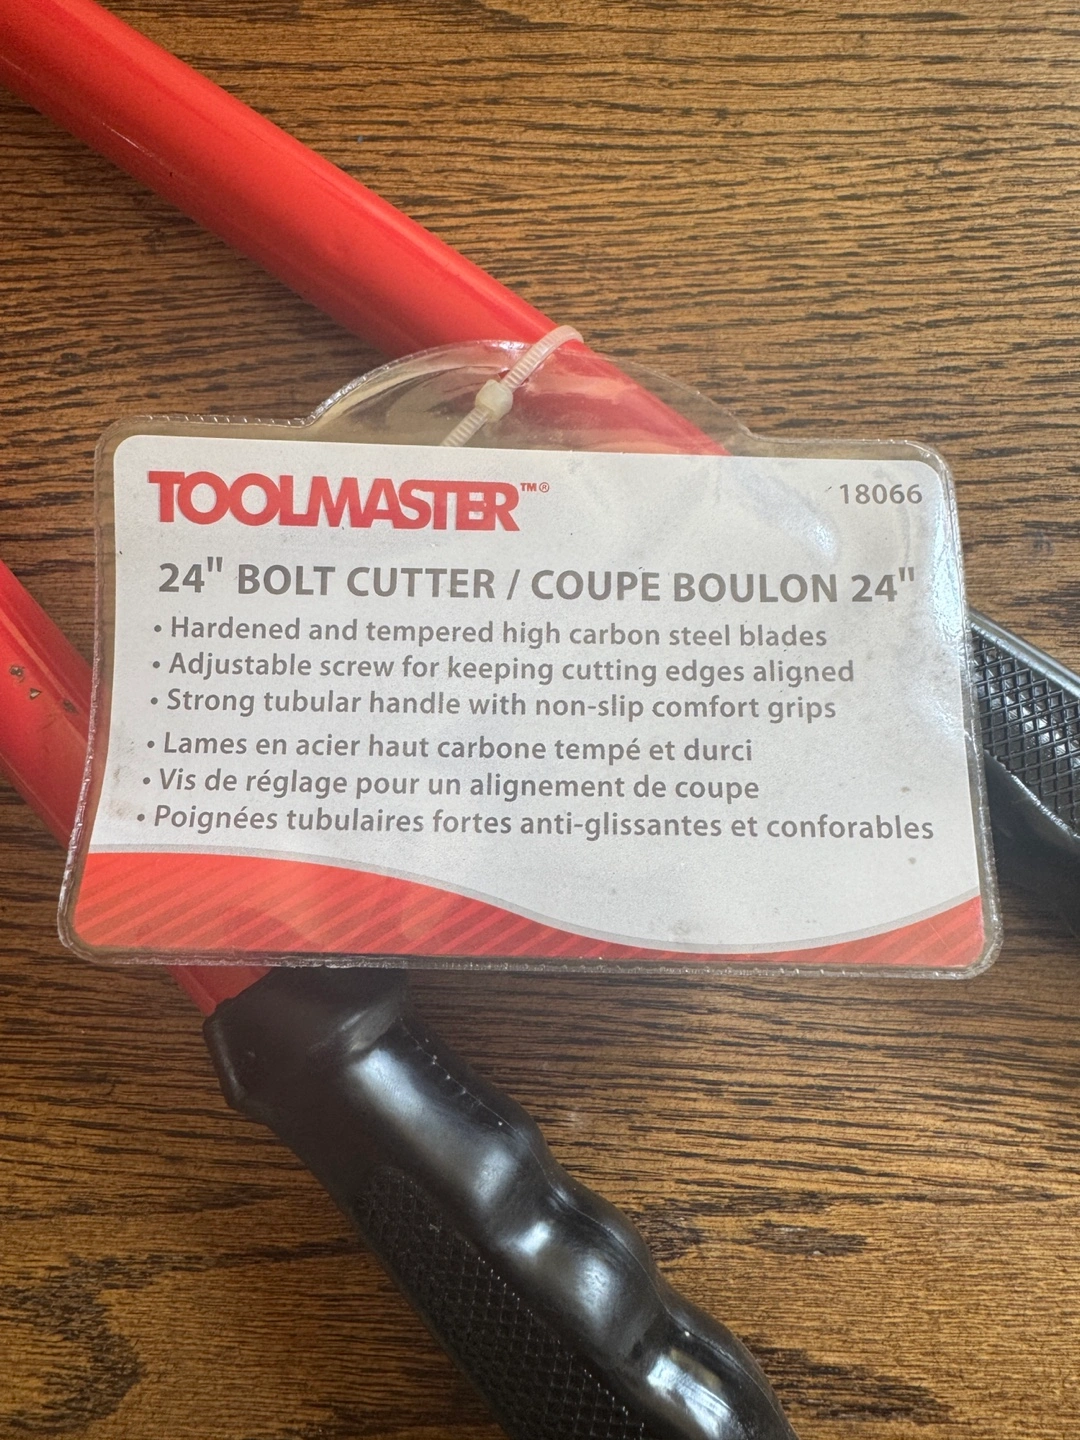 TOOLMASTER™®
18066
24" BOLT CUTTER / COUPE BOULON 24"
• Hardened and tempered high carbon steel blades
• Adjustable screw for keeping cutting edges aligned
• Strong tubular handle with non-slip comfort grips
• Lames en acier haut carbone tempé et durci
• Vis de réglage pour un alignement de coupe
• Poignées tubulaires fortes anti-glissantes et conforables